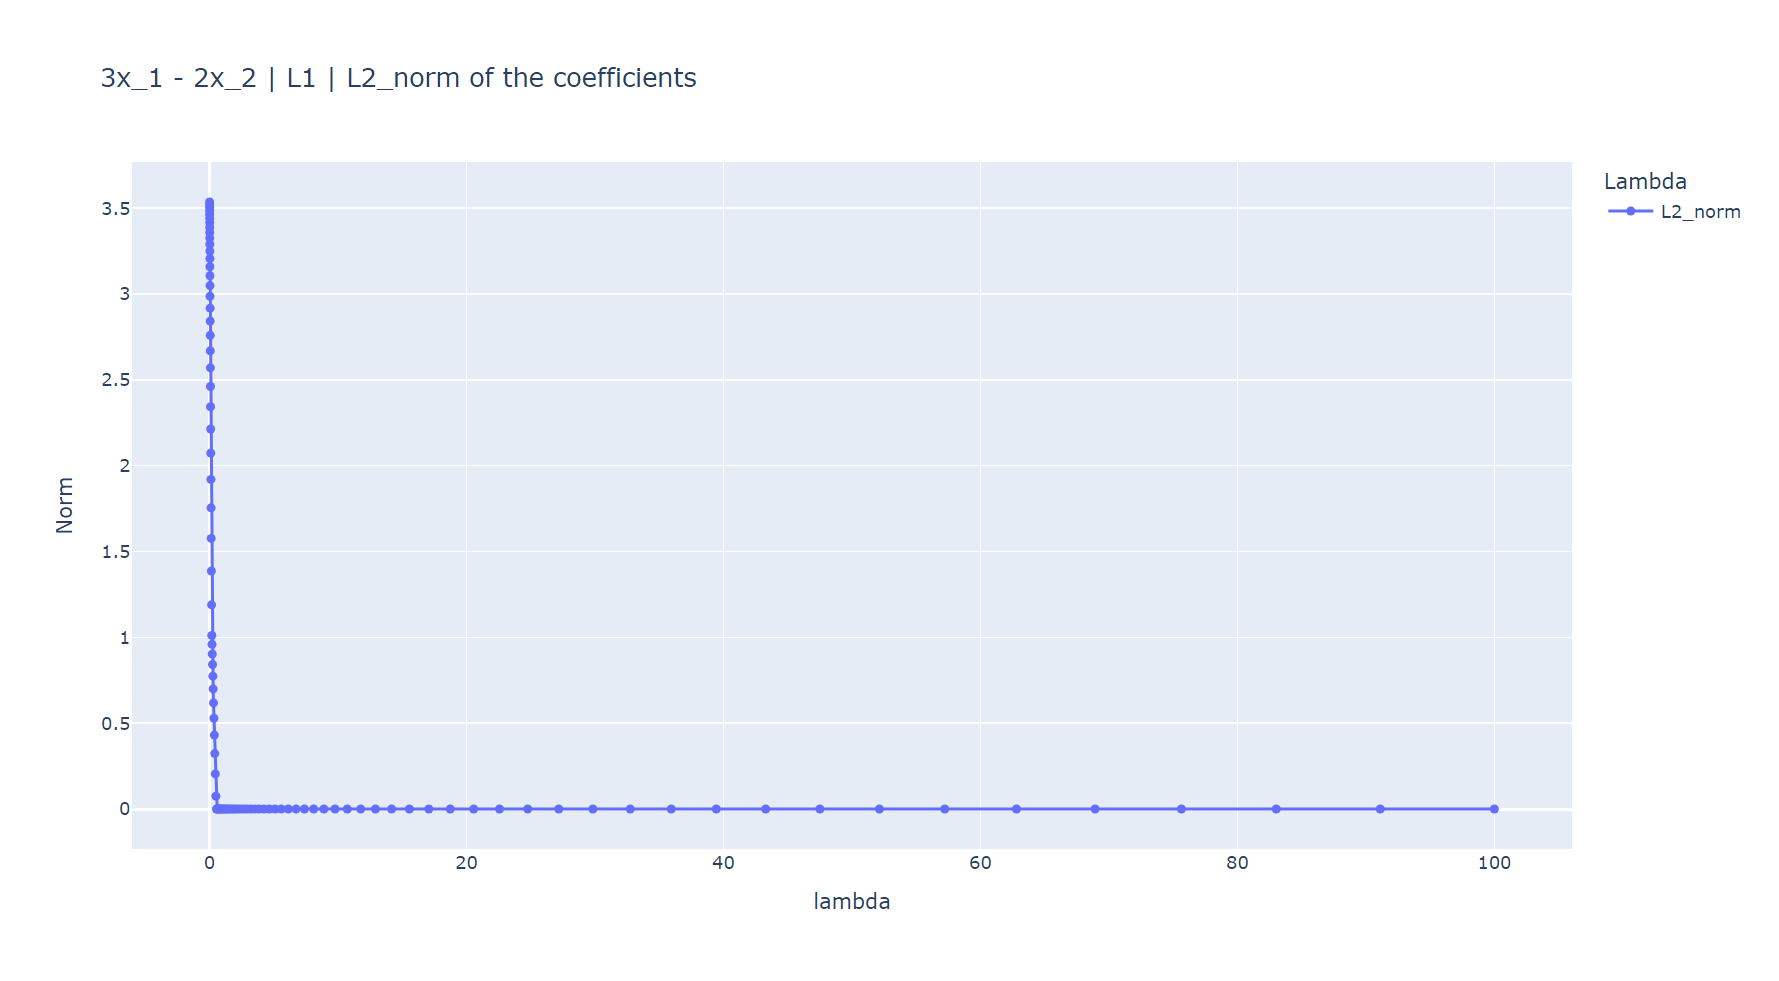 3x_1 - 2x_2 | L1 | L2_norm of the coefficients
Lambda
L2_norm
3.5
3
2.5
2
1.5
1
0.5
0
Norm
0
20
40
60
80
100
lambda